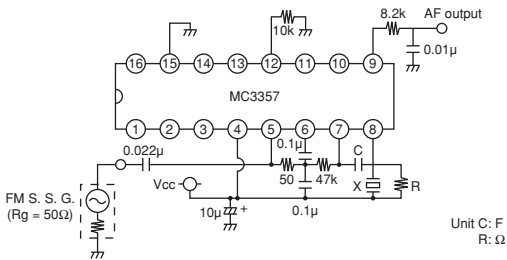 8.2k
AF output
10k
0.01µ
16 15 14 13 12 11 10 9
MC3357
1 2 3 4 5 6 7 8
0.1µ
C
0.022µ
50 47k
X
R
Vcc
FM S. S. G.
(Rg = 50Ω)
10µ +
0.1µ
Unit C: F
R: Ω